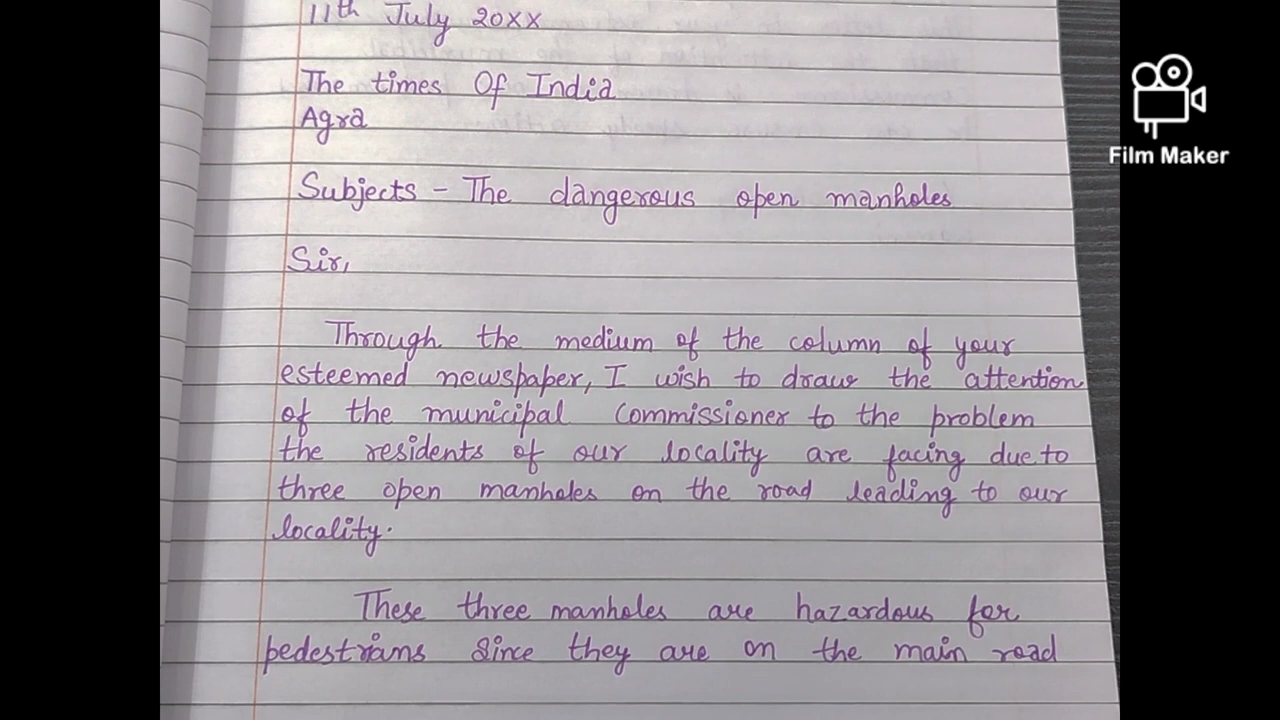 11th July 20XX
The times Of India
Agra
Subjects - The dangerous open manholes
Sir,
Through the medium of the column of your
esteemed newspaper, I wish to draw the attention
of the municipal Commissioner to the problem
the residents of our locality are facing due to
three open manholes on the road leading to our
locality.
These three manholes are hazardous for
pedestrians Since they are on the main road
Film Maker